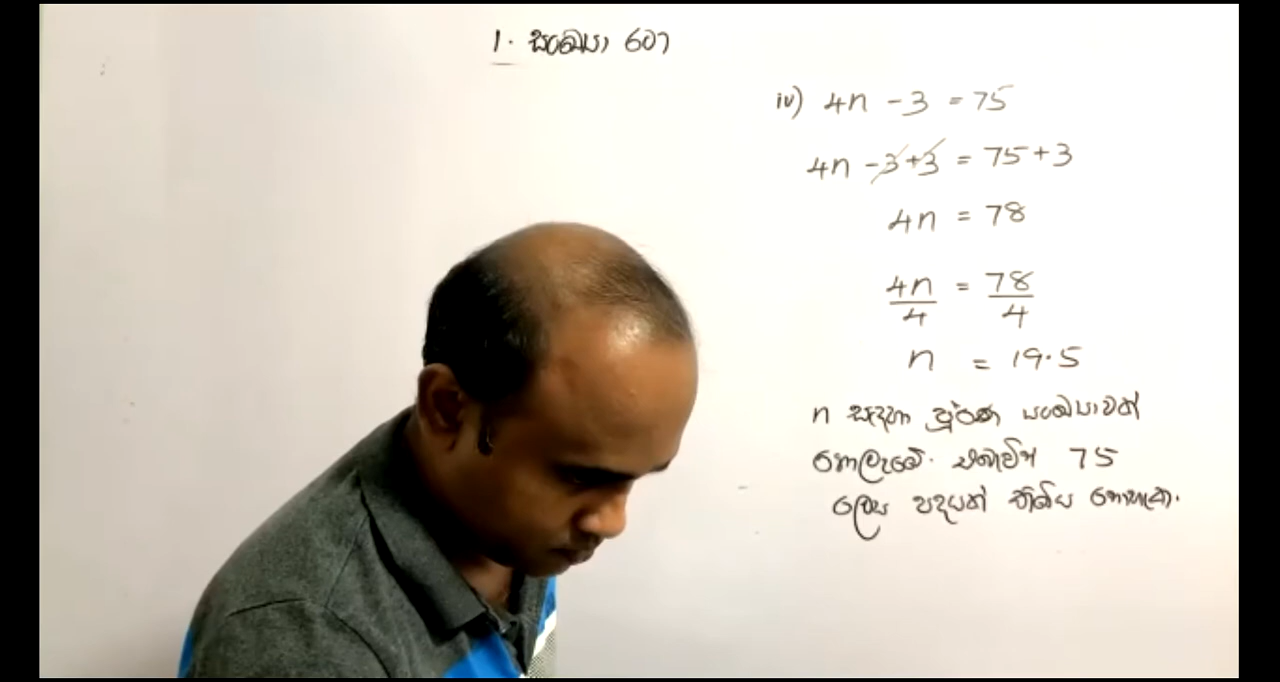 1. සංඛ්‍යා රටා
iv) 4n - 3 = 75
4n - 3 + 3 = 75 + 3
4n = 78
4n/4 = 78/4
n = 19.5
n සඳහා පූර්ණ සංඛ්‍යාවක්
නොලැබේ. එබැවින් 75
ලෙස පදයක් තිබිය නොහැක.